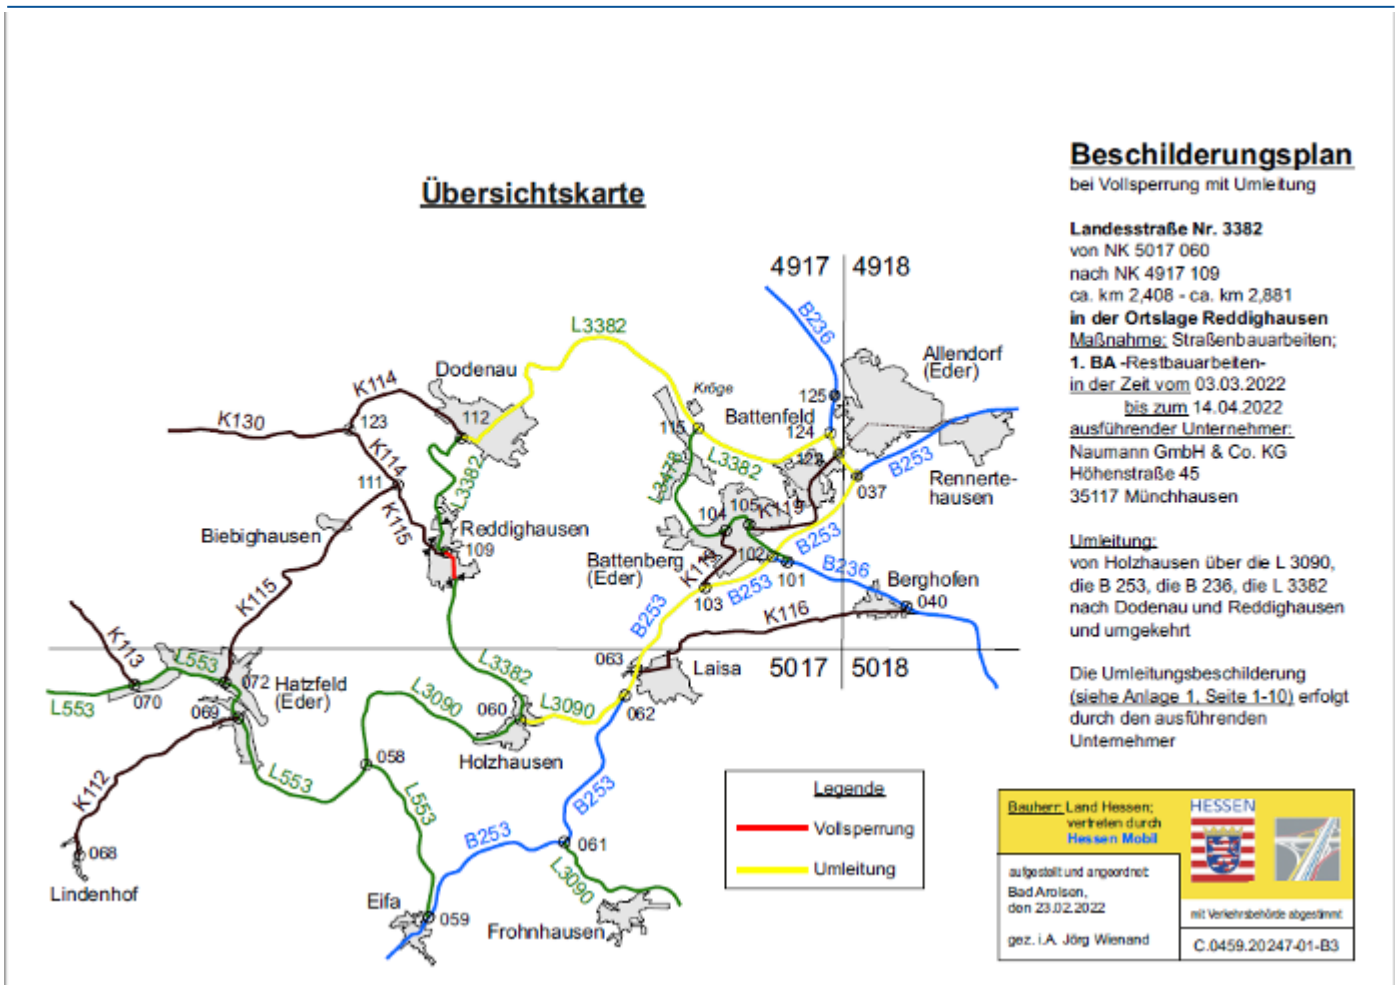 Übersichtskarte
Beschilderungsplan
bei Vollsperrung mit Umleitung
Landesstraße Nr. 3382
von NK 5017 060
nach NK 4917 109
ca. km 2,408 - ca. km 2,881
in der Ortslage Reddighausen
Maßnahme: Straßenbauarbeiten;
1. BA -Restbauarbeiten-
in der Zeit vom 03.03.2022
bis zum 14.04.2022
ausführender Unternehmer:
Naumann GmbH & Co. KG
Höhenstraße 45
35117 Münchhausen
Umleitung:
von Holzhausen über die L 3090,
die B 253, die B 236, die L 3382
nach Dodenau und Reddighausen
und umgekehrt
Die Umleitungsbeschilderung
(siehe Anlage 1, Seite 1-10) erfolgt
durch den ausführenden
Unternehmer
4917
4918
B236
L3382
Allendorf
(Eder)
Dodenau
K114
Kröge
125
Battenfeld
K130
123
112
115
124
K114
L3382
L3382
L3478
B253
Rennerte-
hausen
037
111
K115
105
K119
104
Reddighausen
Biebighausen
109
Battenberg
(Eder)
K119
102
B253
101
B236
B253
103
Berghofen
040
K115
B253
K116
K113
L553
063
Laisa
5017
5018
L3382
072
Hatzfeld
(Eder)
L553
070
069
L3090
060
L3090
062
Holzhausen
058
K112
L553
L553
B253
B253
061
068
Lindenhof
L3090
Eifa
059
Frohnhausen
Legende
Vollsperrung
Umleitung
Bauherr: Land Hessen;
vertreten durch
Hessen Mobil
HESSEN
aufgestellt und angeordnet:
Bad Arolsen,
den 23.02.2022
gez. i.A. Jörg Wienand
mit Verkehrsbehörde abgestimmt
C.0459.20247-01-B3